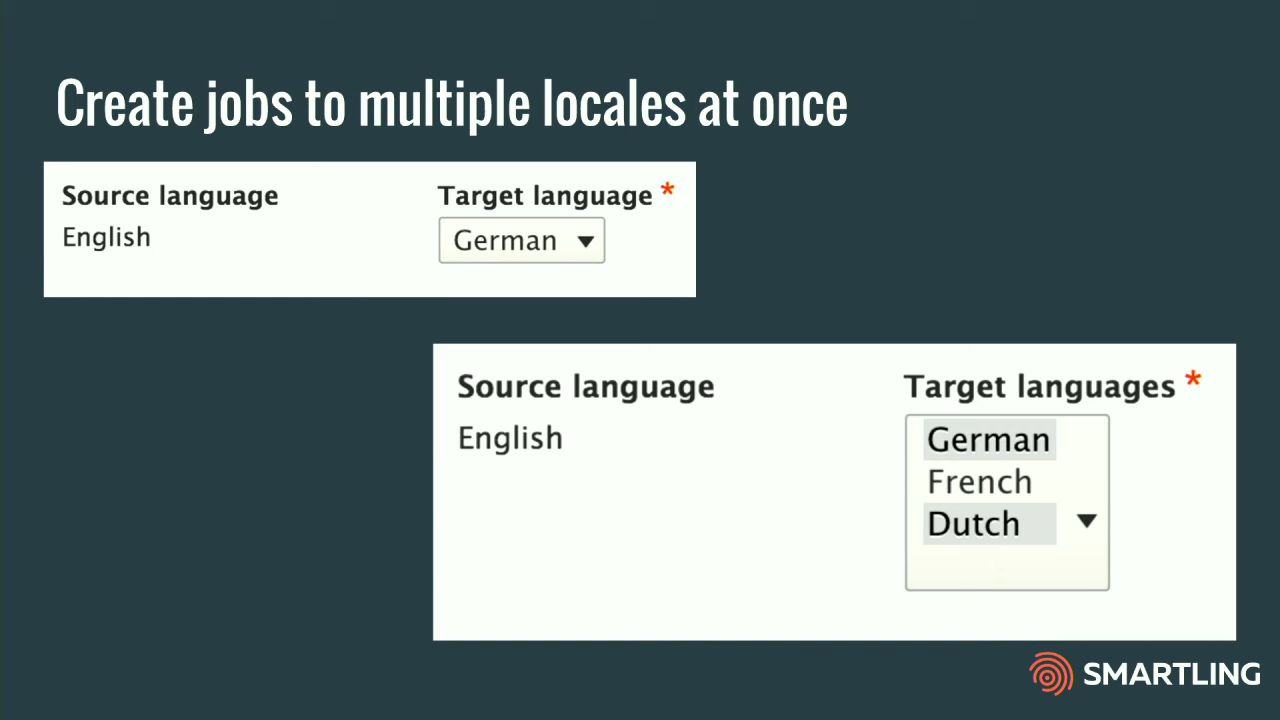 Create jobs to multiple locales at once
Source language
Target language *
English
German
Source language
Target languages *
English
German
French
Dutch
SMARTLING